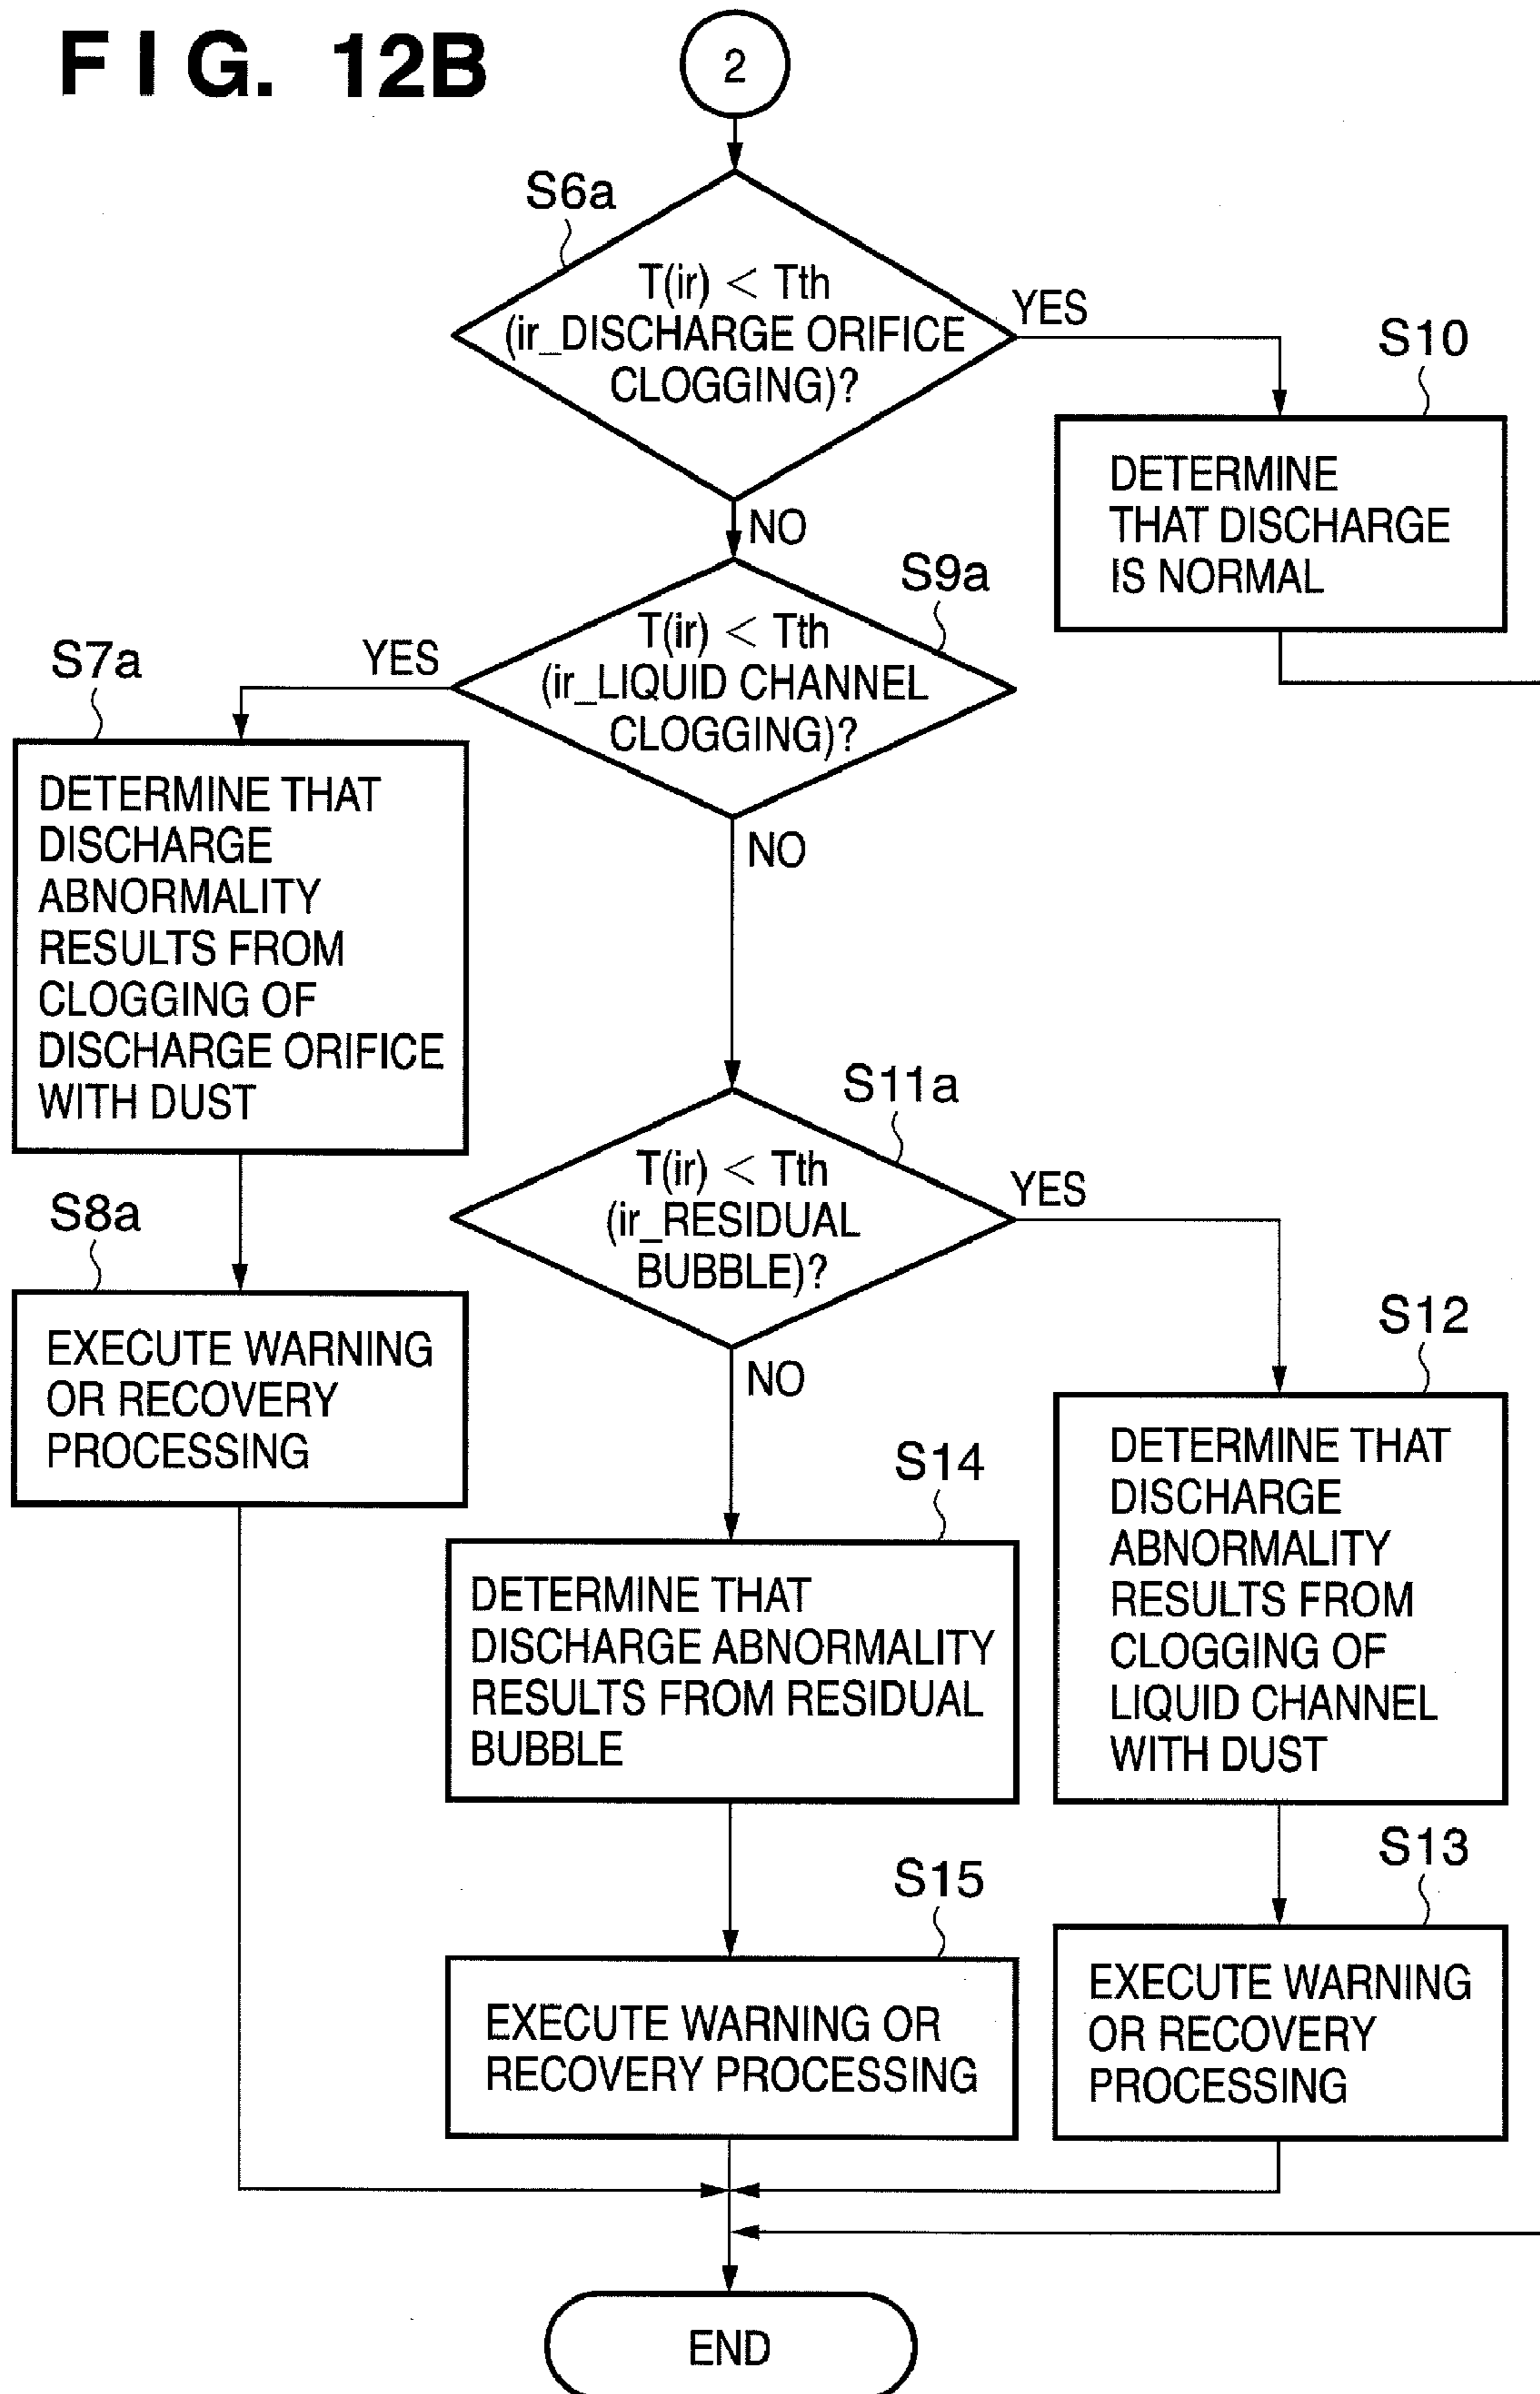 FIG. 12B
2
S6a
T(ir) < Tth
(ir_DISCHARGE ORIFICE
CLOGGING)?
YES
NO
S10
DETERMINE
THAT DISCHARGE
IS NORMAL
S9a
T(ir) < Tth
(ir_LIQUID CHANNEL
CLOGGING)?
YES
NO
S7a
DETERMINE THAT
DISCHARGE
ABNORMALITY
RESULTS FROM
CLOGGING OF
DISCHARGE ORIFICE
WITH DUST
S8a
EXECUTE WARNING
OR RECOVERY
PROCESSING
S11a
T(ir) < Tth
(ir_RESIDUAL
BUBBLE)?
YES
NO
S12
DETERMINE THAT
DISCHARGE
ABNORMALITY
RESULTS FROM
CLOGGING OF
LIQUID CHANNEL
WITH DUST
S14
DETERMINE THAT
DISCHARGE ABNORMALITY
RESULTS FROM RESIDUAL
BUBBLE
S13
EXECUTE WARNING
OR RECOVERY
PROCESSING
S15
EXECUTE WARNING OR
RECOVERY PROCESSING
END